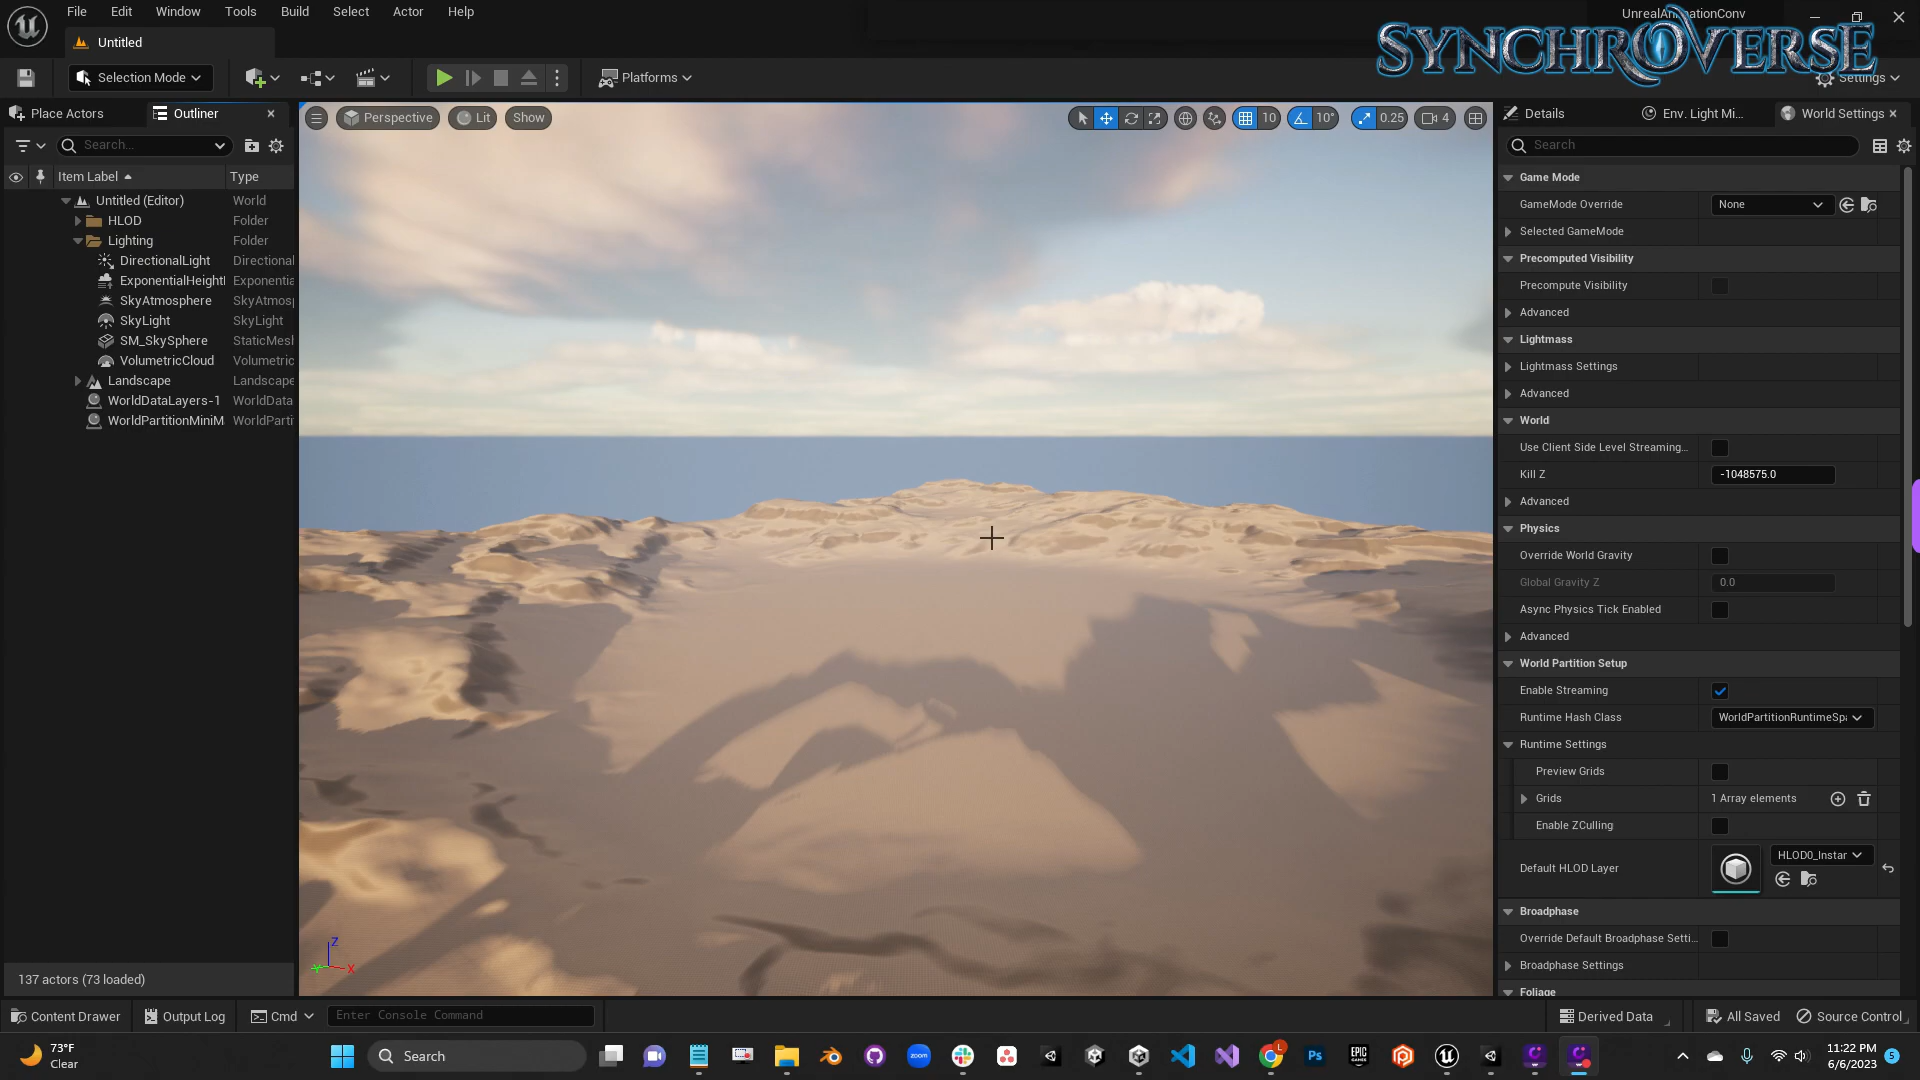 File Edit Window Tools Build Select Actor Help
UnrealAnimationConv
Untitled
SYNCHROVERSE
Selection Mode
Platforms
Settings
Place Actors
Outliner
Perspective
Lit
Show
10
10°
0.25
4
Details
Env. Light Mi...
World Settings
Search...
Search
Item Label
Type
Untitled (Editor) World
HLOD Folder
Lighting Folder
DirectionalLight Directional
ExponentialHeightI Exponentia
SkyAtmosphere SkyAtmosp
SkyLight SkyLight
SM_SkySphere StaticMesl
VolumetricCloud Volumetric
Landscape Landscape
WorldDataLayers-1 WorldData
WorldPartitionMiniM WorldParti
137 actors (73 loaded)
Z
Y
X
Game Mode
GameMode Override None
Selected GameMode
Precomputed Visibility
Precompute Visibility
Advanced
Lightmass
Lightmass Settings
Advanced
World
Use Client Side Level Streaming...
Kill Z -1048575.0
Advanced
Physics
Override World Gravity
Global Gravity Z 0.0
Async Physics Tick Enabled
Advanced
World Partition Setup
Enable Streaming
Runtime Hash Class WorldPartitionRuntimeSpa
Runtime Settings
Preview Grids
Grids 1 Array elements
Enable ZCulling
Default HLOD Layer HLOD0_Instar
Broadphase
Override Default Broadphase Setti...
Broadphase Settings
Foliage
Content Drawer
Output Log
Cmd
Enter Console Command
Derived Data
All Saved
Source Control
73°F
Clear
Search
zoom
L
Ps
EPIC GAMES
11:22 PM
6/6/2023
5